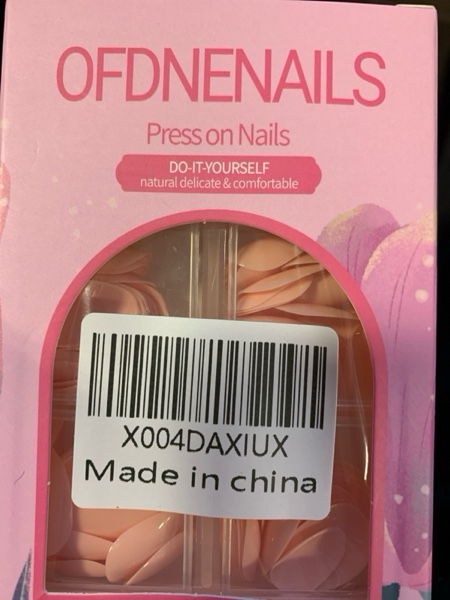 OFDNENAILS
Press on Nails
DO-IT-YOURSELF
natural delicate & comfortable
X004DAXIUX
Made in china